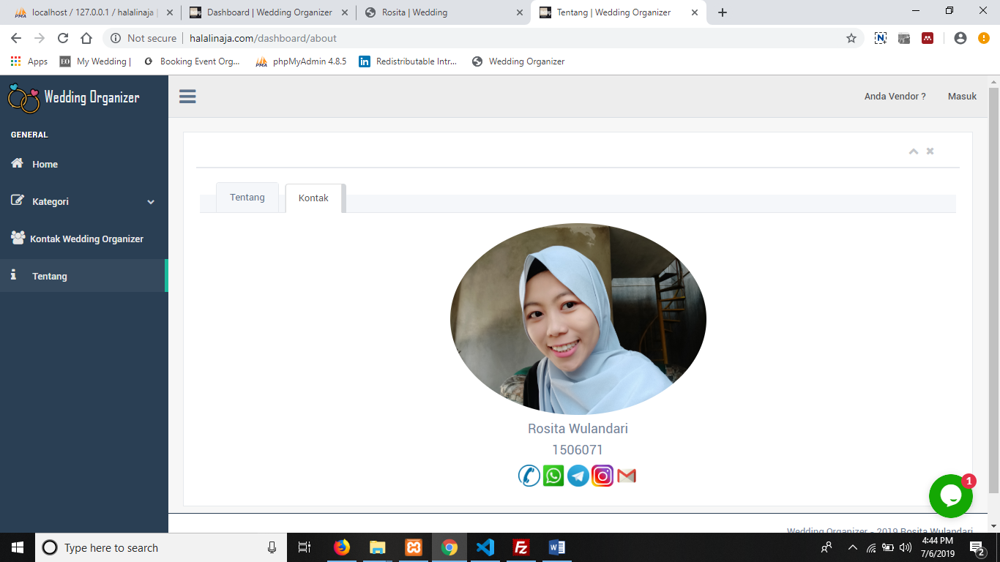 localhost / 127.0.0.1 / halalinaja |
Dashboard | Wedding Organizer
Rosita | Wedding
Tentang | Wedding Organizer
Not secure | halalinaja.com/dashboard/about
Apps
EO My Wedding |
Booking Event Org...
phpMyAdmin 4.8.5
Redistributable Intr...
Wedding Organizer
Wedding Organizer
Anda Vendor ?
Masuk
GENERAL
Home
Kategori
Kontak Wedding Organizer
Tentang
Tentang
Kontak
Rosita Wulandari
1506071
1
Wedding Organizer - 2019 Rosita Wulandari
Type here to search
4:44 PM
7/6/2019
2